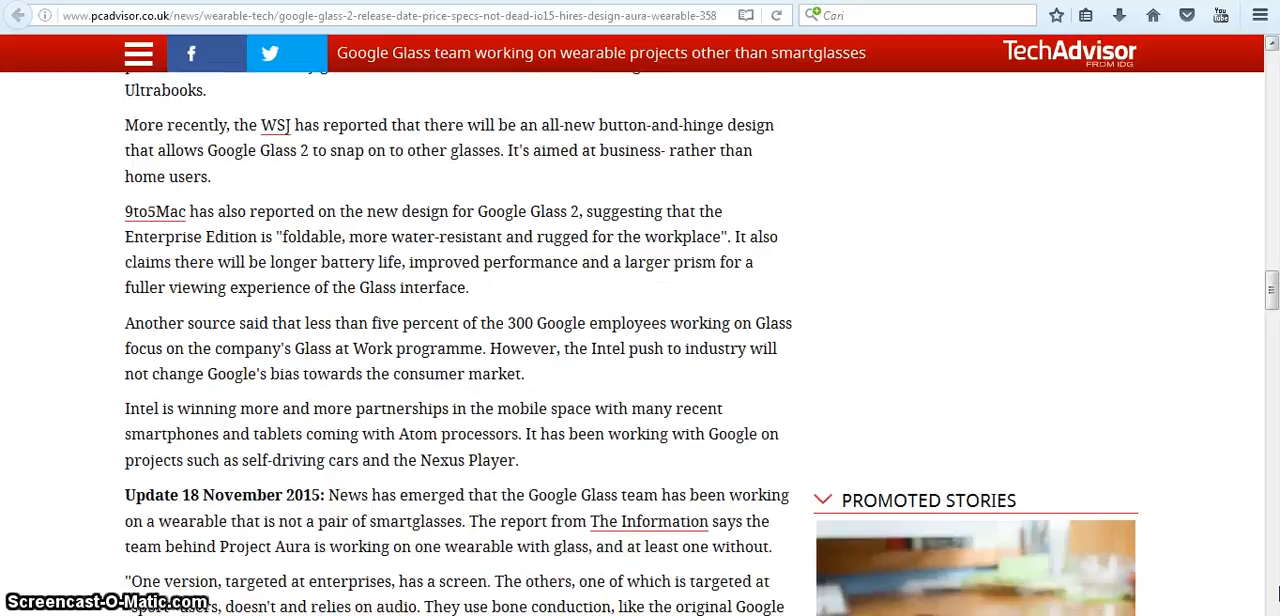 www.pcadvisor.co.uk/news/wearable-tech/google-glass-2-release-date-price-specs-not-dead-io15-hires-design-aura-wearable-358
Cari
You
Tube
f
Google Glass team working on wearable projects other than smartglasses
TechAdvisor
FROM IDG
Ultrabooks.
More recently, the WSJ has reported that there will be an all-new button-and-hinge design
that allows Google Glass 2 to snap on to other glasses. It's aimed at business- rather than
home users.
9to5Mac has also reported on the new design for Google Glass 2, suggesting that the
Enterprise Edition is "foldable, more water-resistant and rugged for the workplace". It also
claims there will be longer battery life, improved performance and a larger prism for a
fuller viewing experience of the Glass interface.
Another source said that less than five percent of the 300 Google employees working on Glass
focus on the company's Glass at Work programme. However, the Intel push to industry will
not change Google's bias towards the consumer market.
Intel is winning more and more partnerships in the mobile space with many recent
smartphones and tablets coming with Atom processors. It has been working with Google on
projects such as self-driving cars and the Nexus Player.
Update 18 November 2015: News has emerged that the Google Glass team has been working
on a wearable that is not a pair of smartglasses. The report from The Information says the
team behind Project Aura is working on one wearable with glass, and at least one without.
PROMOTED STORIES
"One version, targeted at enterprises, has a screen. The others, one of which is targeted at
"sport" users, doesn't and relies on audio. They use bone conduction, like the original Google
Screencast-O-Matic.com